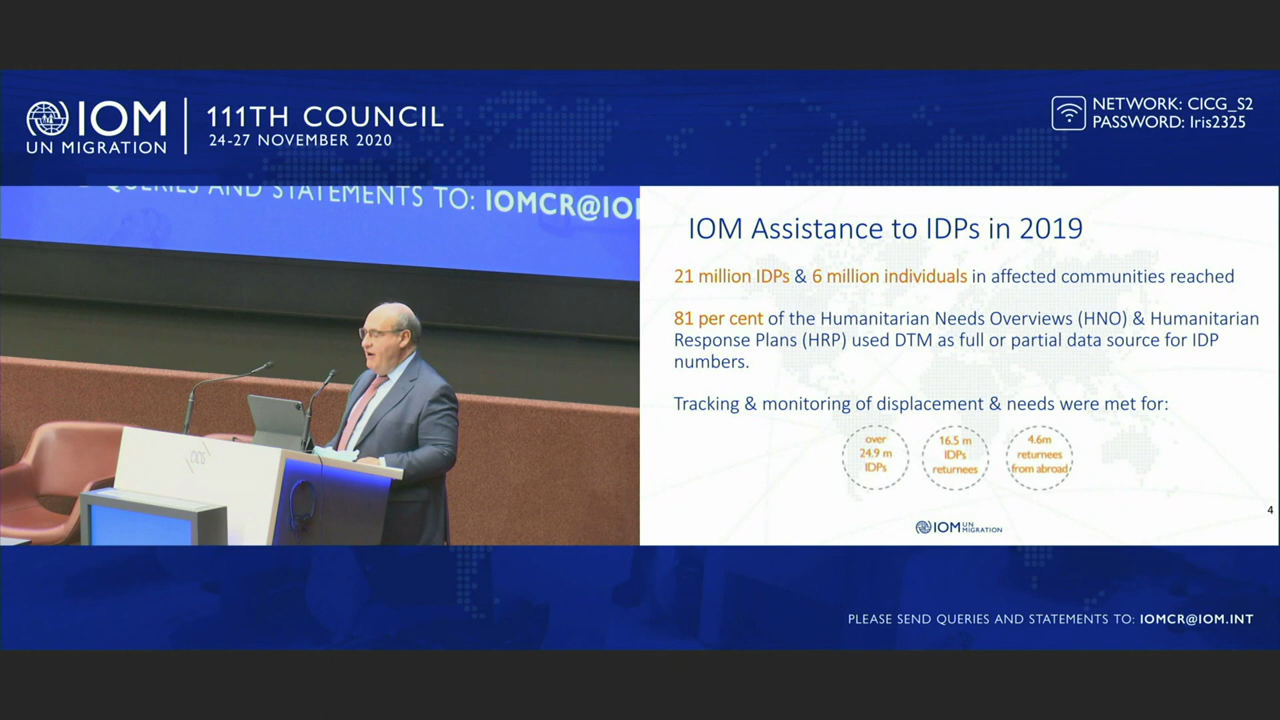 IOM
UN MIGRATION
111TH COUNCIL
24-27 NOVEMBER 2020
NETWORK: CICG_S2
PASSWORD: Iris2325
QUERIES AND STATEMENTS TO: IOMCR@IO
IOM Assistance to IDPs in 2019
21 million IDPs & 6 million individuals in affected communities reached
81 per cent of the Humanitarian Needs Overviews (HNO) & Humanitarian
Response Plans (HRP) used DTM as full or partial data source for IDP
numbers.
Tracking & monitoring of displacement & needs were met for:
over
24.9 m
IDPs
16.5 m
IDPs
returnees
4.6m
returnees
from abroad
4
IOM UN
MIGRATION
PLEASE SEND QUERIES AND STATEMENTS TO: IOMCR@IOM.INT